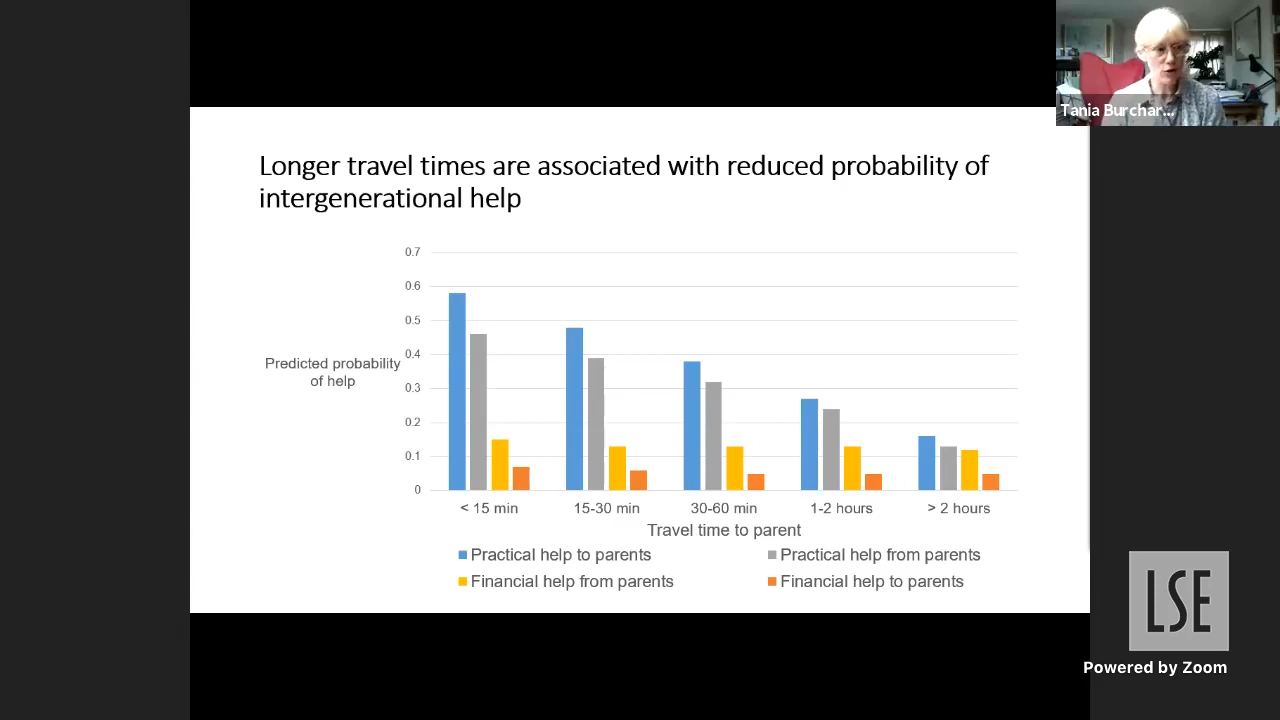 Tania Burchar...
Longer travel times are associated with reduced probability of
intergenerational help
0.7
0.6
0.5
0.4
0.3
0.2
0.1
0
Predicted probability
of help
< 15 min 15-30 min 30-60 min 1-2 hours > 2 hours
Travel time to parent
Practical help to parents Practical help from parents
Financial help from parents Financial help to parents
LSE
Powered by Zoom